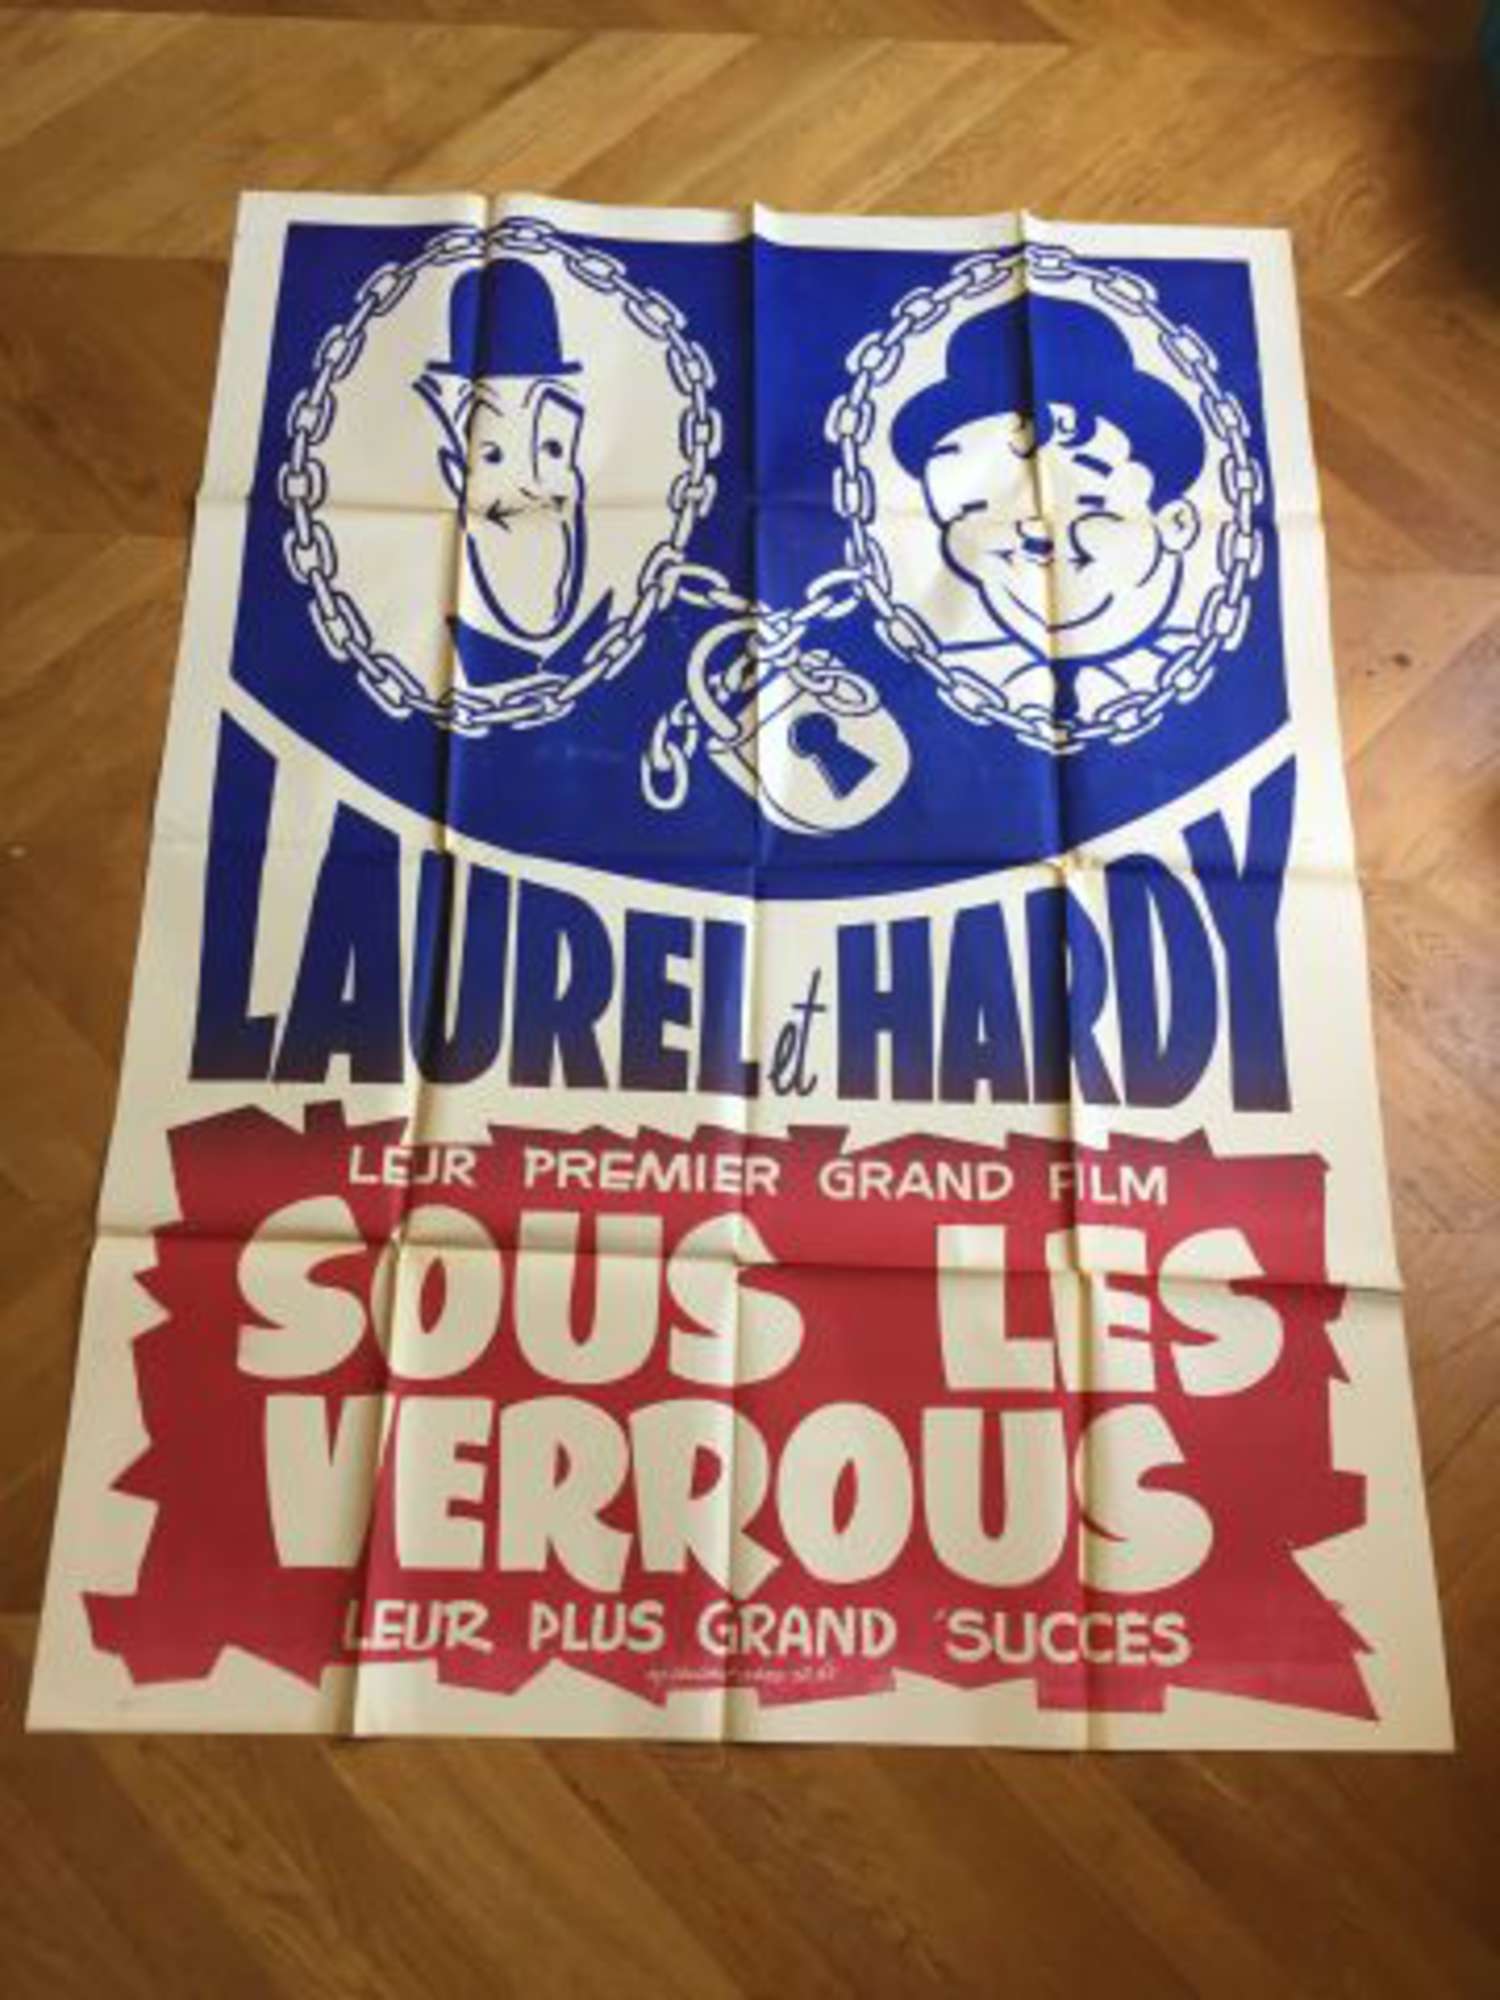 LAUREL et HARDY
LEUR PREMIER GRAND FILM
SOUS LES
VERROUS
LEUR PLUS GRAND SUCCES